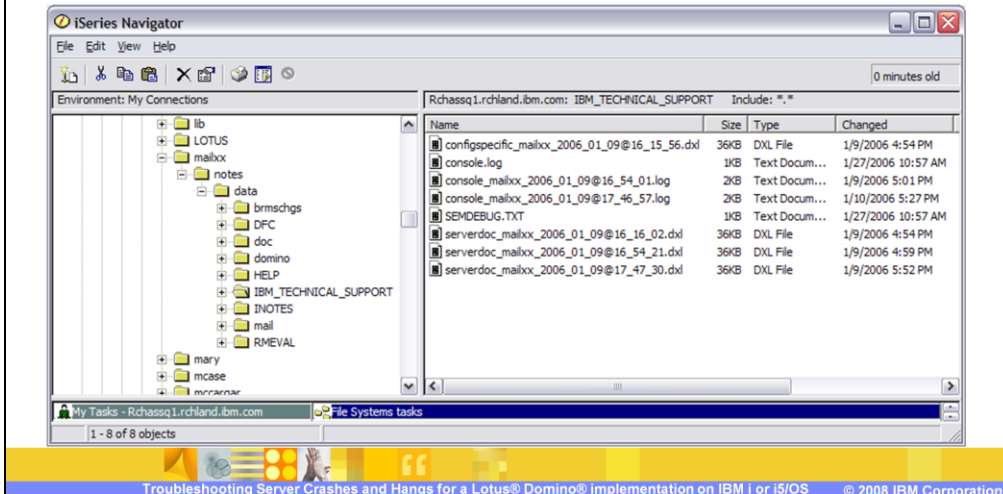 iSeries Navigator
File Edit View Help
0 minutes old
Environment: My Connections
Rchassq1.rchland.ibm.com: IBM_TECHNICAL_SUPPORT Include: *.*
lib
LOTUS
mailxx
notes
data
brmschgs
DFC
doc
domino
HELP
IBM_TECHNICAL_SUPPORT
INOTES
mail
RMEVAL
mary
mcase
mccargar
Name Size Type Changed
configspecific_mailxx_2006_01_09@16_15_56.dxl 36KB DXL File 1/9/2006 4:54 PM
console.log 1KB Text Docum... 1/27/2006 10:57 AM
console_mailxx_2006_01_09@16_54_01.log 2KB Text Docum... 1/9/2006 5:01 PM
console_mailxx_2006_01_09@17_46_57.log 2KB Text Docum... 1/10/2006 5:27 PM
SEMDEBUG.TXT 1KB Text Docum... 1/27/2006 10:57 AM
serverdoc_mailxx_2006_01_09@16_16_02.dxl 36KB DXL File 1/9/2006 4:54 PM
serverdoc_mailxx_2006_01_09@16_54_21.dxl 36KB DXL File 1/9/2006 4:59 PM
serverdoc_mailxx_2006_01_09@17_47_30.dxl 36KB DXL File 1/9/2006 5:52 PM
My Tasks - Rchassq1.rchland.ibm.com
File Systems tasks
1 - 8 of 8 objects
Troubleshooting Server Crashes and Hangs for a Lotus® Domino® implementation on IBM i or i5/OS © 2008 IBM Corporation